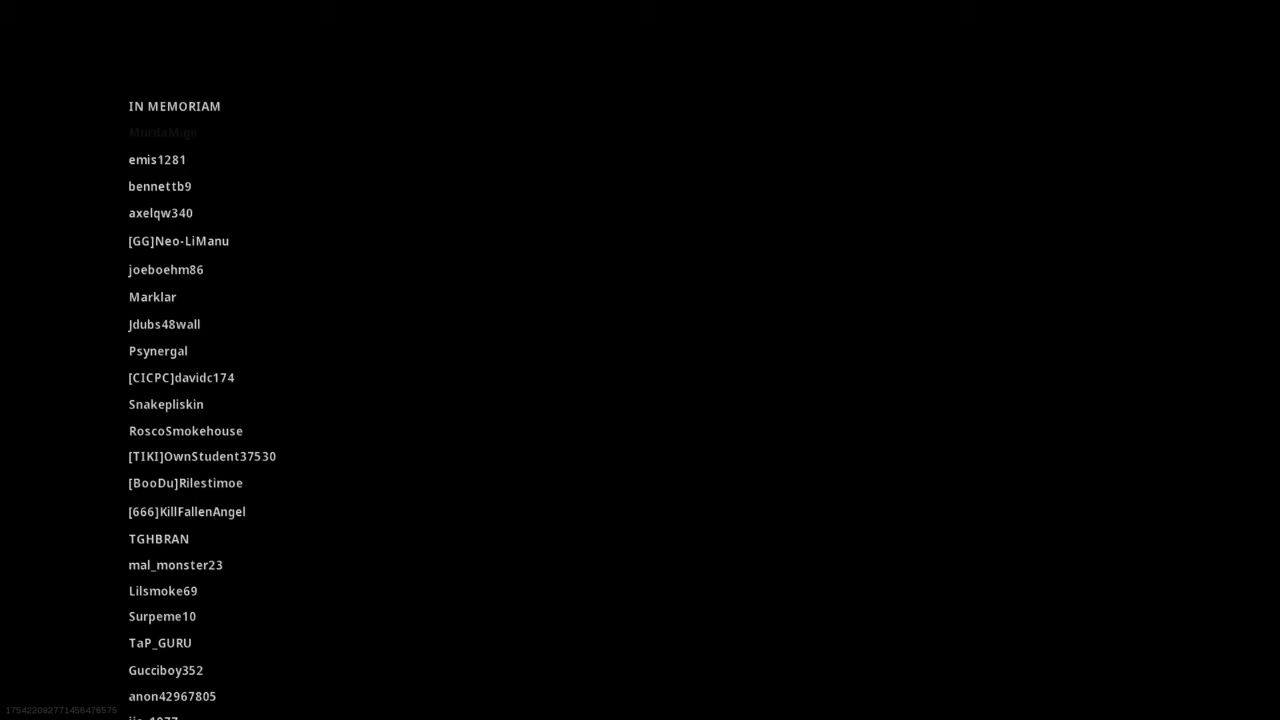 IN MEMORIAM
emis1281
bennettb9
axelqw340
[GG]Neo-LiManu
joeboehm86
Marklar
Jdubs48wall
Psynergal
[CICPC]davidc174
Snakepliskin
RoscoSmokehouse
[TIKI]OwnStudent37530
[BooDu]Rilestimoe
[666]KillFallenAngel
TGHBRAN
mal_monster23
Lilsmoke69
Surpeme10
TaP_GURU
Gucciboy352
anon42967805
175422082771456476575